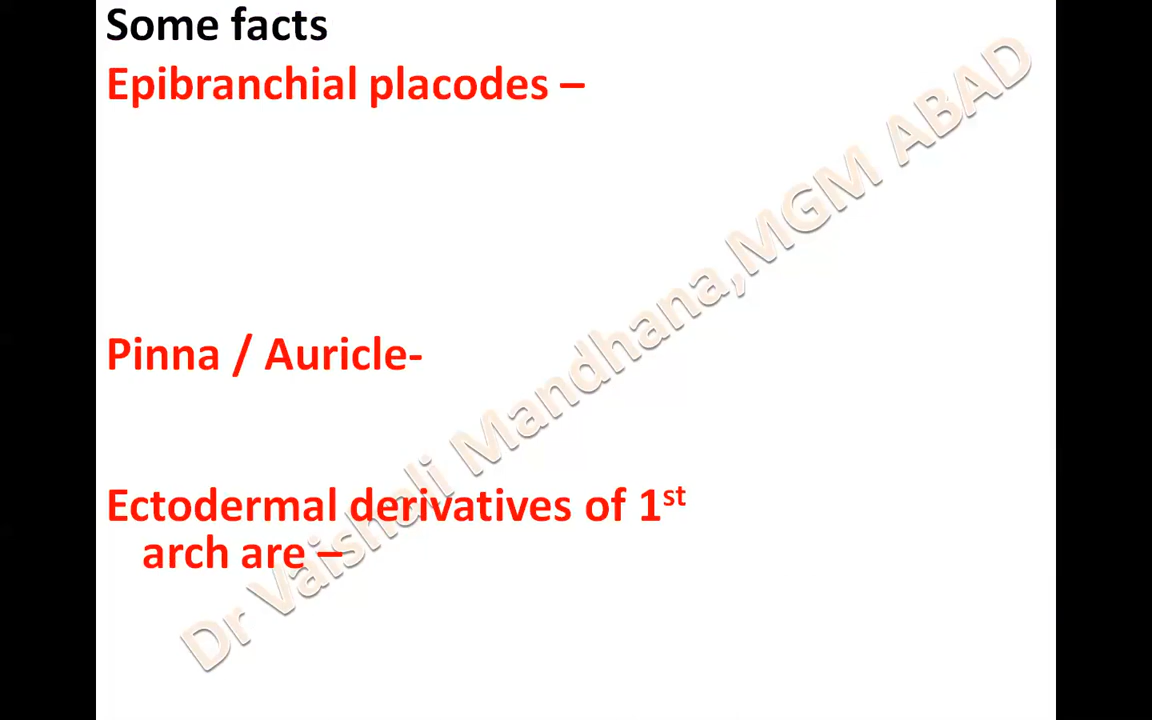 Some facts
Epibranchial placodes –
Pinna / Auricle-
Ectodermal derivatives of 1st
arch are –
Dr Vaishali Mandhana,MGM ABAD